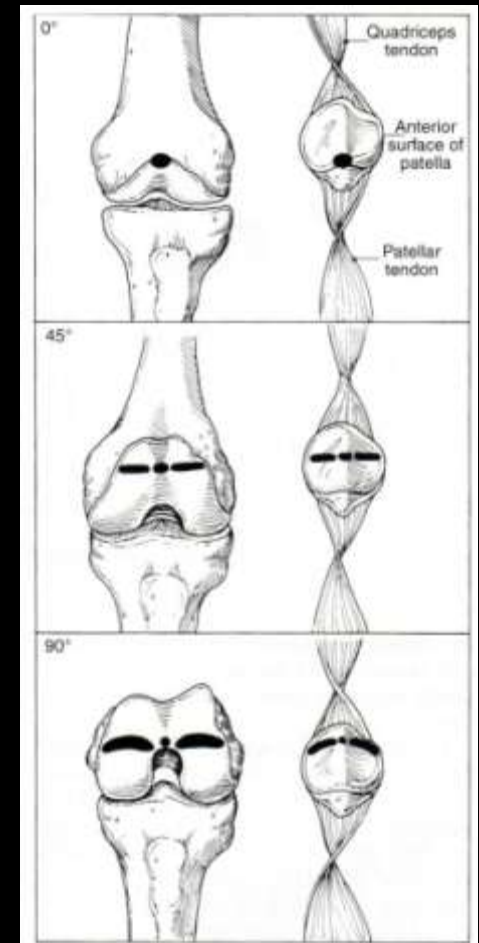 0°
Quadriceps
tendon
Anterior
surface of
patella
Patellar
tendon
45°
90°